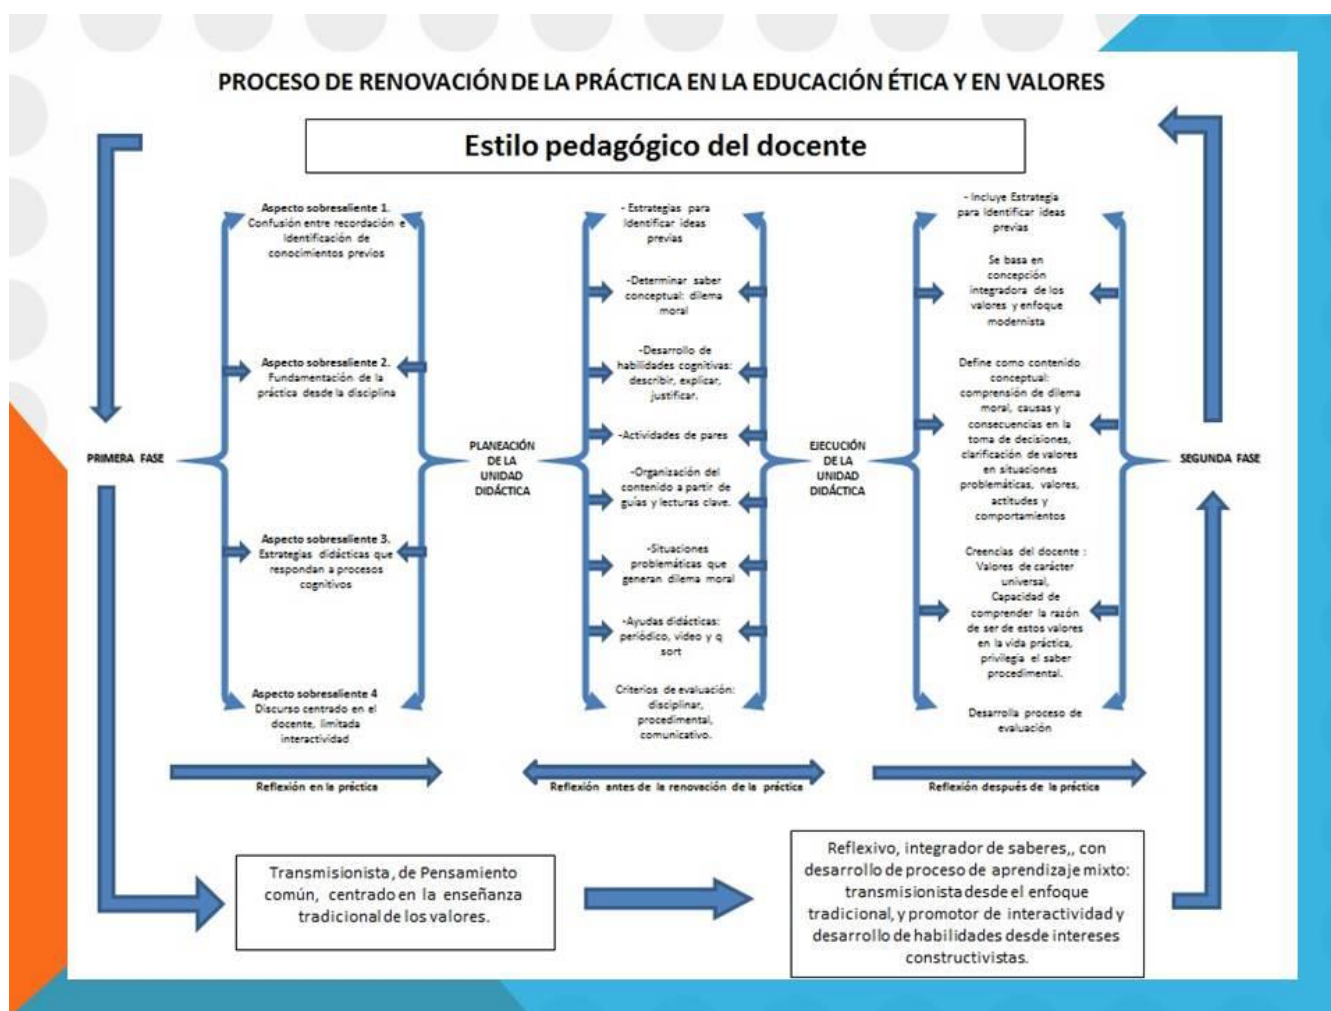 PROCESO DE RENOVACIÓN DE LA PRÁCTICA EN LA EDUCACIÓN ÉTICA Y EN VALORES
Estilo pedagógico del docente
PRIMERA FASE
Aspecto sobresaliente 1.
Confusión entre recordación e
Identificación de
conocimientos previos
Aspecto sobresaliente 2.
Fundamentación de la
práctica desde la disciplina
Aspecto sobresaliente 3.
Estrategias didácticas que
respondan a procesos
cognitivos
Aspecto sobresaliente 4
Discurso centrado en el
docente, limitada
interactividad
PLANEACIÓN
DE LA
UNIDAD
DIDÁCTICA
- Estrategias para
Identificar ideas
previas
-Determinar saber
conceptual: dilema
moral
-Desarrollo de
habilidades cognitivas:
describir, explicar,
justificar.
-Actividades de pares
-Organización del
contenido a partir de
guías y lecturas clave.
-Situaciones
problemáticas que
generan dilema moral
-Ayudas didácticas:
periódico, video y q
sort
Criterios de evaluación:
disciplinar,
procedimental,
comunicativo.
EJECUCIÓN
DE LA
UNIDAD
DIDÁCTICA
- Incluye Estrategia
para Identificar ideas
previas
Se basa en
concepción
integradora de los
valores y enfoque
modernista
Define como contenido
conceptual:
comprensión de dilema
moral, causas y
consecuencias en la
toma de decisiones,
clarificación de valores
en situaciones
problemáticas, valores,
actitudes y
comportamientos
Creencias del docente :
Valores de carácter
universal,
Capacidad de
comprender la razón
de ser de estos valores
en la vida práctica,
privilegia el saber
procedimental.
Desarrolla proceso de
evaluación
SEGUNDA FASE
Reflexión en la práctica
Reflexión antes de la renovación de la práctica
Reflexión después de la práctica
Transmisionista, de Pensamiento
común, centrado en la enseñanza
tradicional de los valores.
Reflexivo, integrador de saberes,, con
desarrollo de proceso de aprendizaje mixto:
transmisionista desde el enfoque
tradicional, y promotor de interactividad y
desarrollo de habilidades desde intereses
constructivistas.